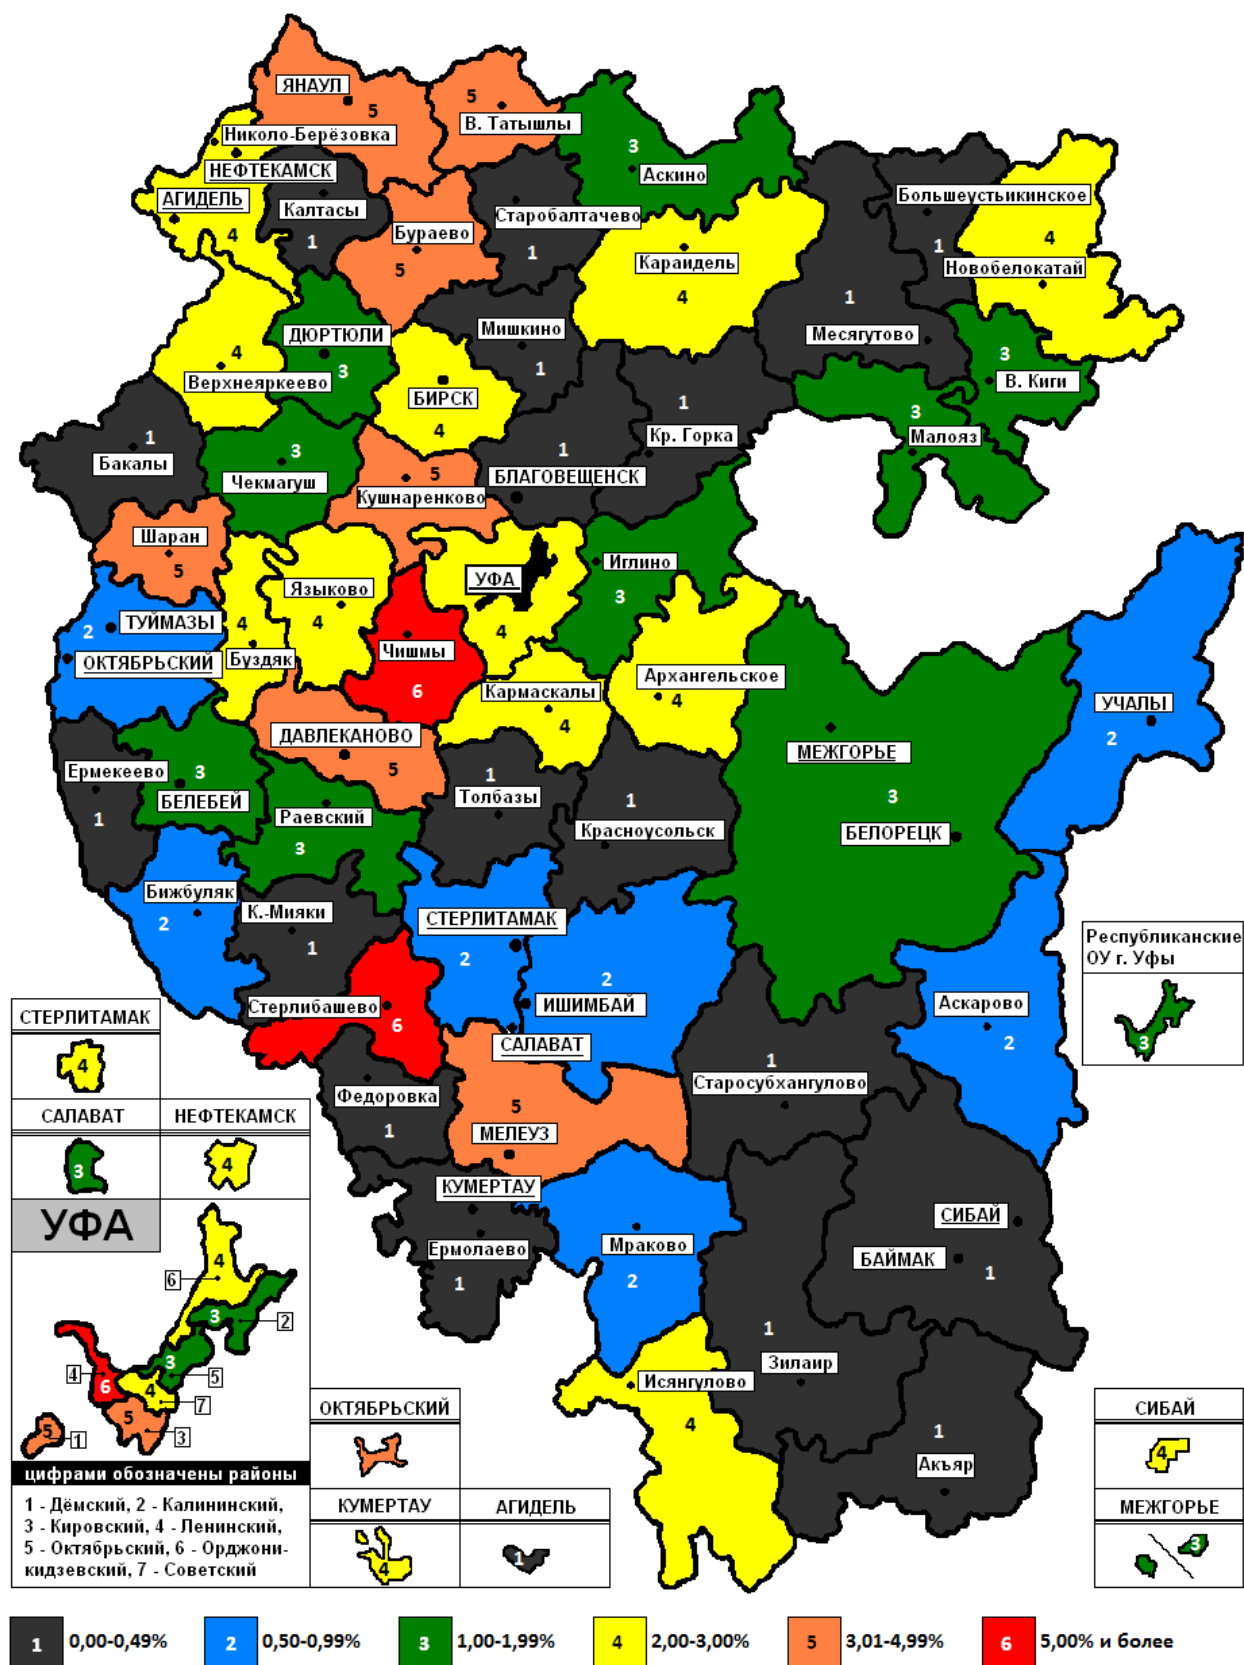 ЯНАУЛ
5
5
В. Татышлы
Николо-Берёзовка
3
Аскино
НЕФТЕКАМСК
АГИДЕЛЬ
4
Калтасы
1
Бураево
5
Старобалтачево
1
Караидель
4
Большеустьикинское
1
4
Новобелокатай
1
Месягутово
Мишкино
1
ДЮРТЮЛИ
3
4
Верхнеяркеево
3
В. Киги
БИРСК
4
1
Кр. Горка
3
Малояз
1
Бакалы
3
Чекмагуш
5
Кушнаренково
1
БЛАГОВЕЩЕНСК
Шаран
5
Языково
4
УФА
4
Иглино
3
2
ТУЙМАЗЫ
ОКТЯБРЬСКИЙ
4
Буздяк
Чишмы
6
Кармаскалы
4
Архангельское
4
УЧАЛЫ
2
ДАВЛЕКАНОВО
5
МЕЖГОРЬЕ
3
БЕЛОРЕЦК
Ермекеево
1
3
БЕЛЕБЕЙ
Раевский
3
1
Толбазы
1
Красноусольск
Бижбуляк
2
К.-Мияки
1
СТЕРЛИТАМАК
2
2
ИШИМБАЙ
САЛАВАТ
Стерлибашево
6
Аскарово
2
Республиканские
ОУ г. Уфы
3
СТЕРЛИТАМАК
4
САЛАВАТ
3
НЕФТЕКАМСК
4
Федоровка
1
5
МЕЛЕУЗ
1
Старосубхангулово
КУМЕРТАУ
Ермолаево
1
Мраково
2
СИБАЙ
БАЙМАК
1
1
Зилаир
Исянгулово
4
1
Акъяр
УФА
4
6
3
2
3
5
4
6
4
7
5
3
5
1
цифрами обозначены районы
1 - Дёмский, 2 - Калининский,
3 - Кировский, 4 - Ленинский,
5 - Октябрьский, 6 - Орджони-
кидзевский, 7 - Советский
ОКТЯБРЬСКИЙ
КУМЕРТАУ
4
АГИДЕЛЬ
1
СИБАЙ
4
МЕЖГОРЬЕ
3
1 0,00-0,49%
2 0,50-0,99%
3 1,00-1,99%
4 2,00-3,00%
5 3,01-4,99%
6 5,00% и более